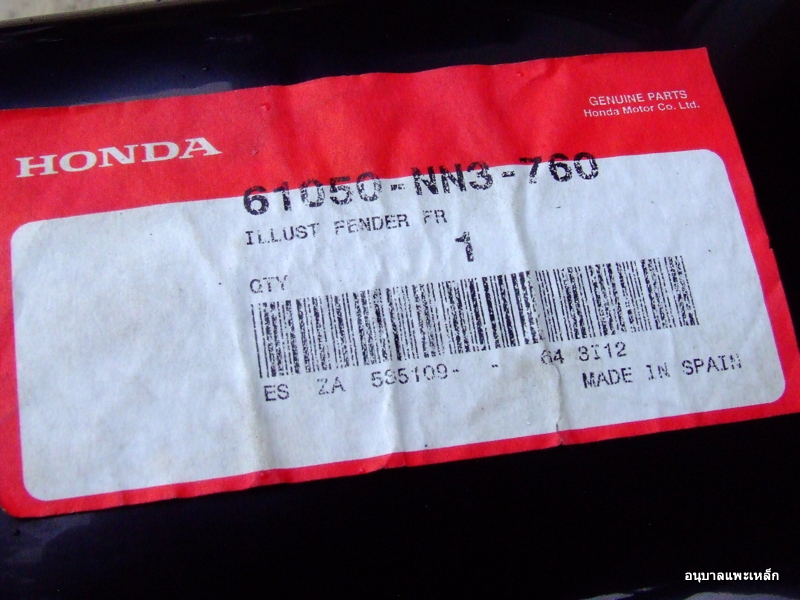 HONDA
GENUINE PARTS
Honda Motor Co. Ltd.
61050-NN3-760
ILLUST FENDER FR
1
QTY
ES ZA 535109- - 64 3I12
MADE IN SPAIN
อนุบาลแพะเหล็ก